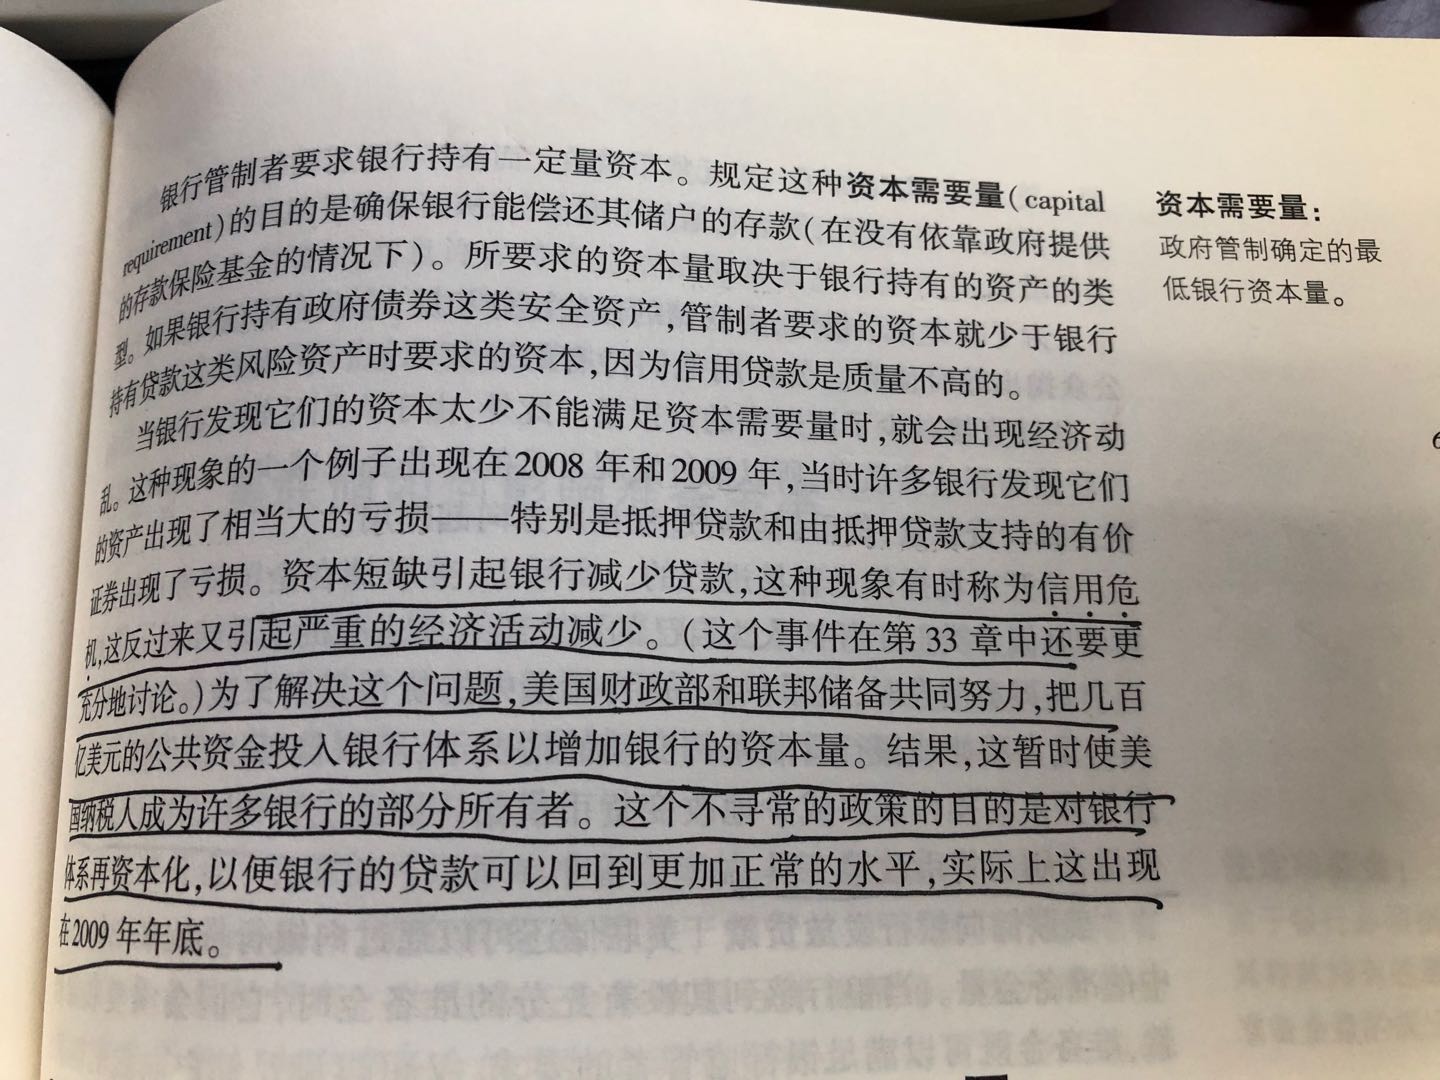 银行管制者要求银行持有一定量资本。规定这种资本需要量(capital
requirement)的目的是确保银行能偿还其储户的存款(在没有依靠政府提供
的存款保险基金的情况下)。所要求的资本量取决于银行持有的资产的类
型。如果银行持有政府债券这类安全资产,管制者要求的资本就少于银行
持有贷款这类风险资产时要求的资本,因为信用贷款是质量不高的。
当银行发现它们的资本太少不能满足资本需要量时,就会出现经济动
乱。这种现象的一个例子出现在2008年和2009年,当时许多银行发现它们
的资产出现了相当大的亏损——特别是抵押贷款和由抵押贷款支持的有价
证券出现了亏损。资本短缺引起银行减少贷款,这种现象有时称为信用危
机,这反过来又引起严重的经济活动减少。(这个事件在第33章中还要更
充分地讨论。)为了解决这个问题,美国财政部和联邦储备共同努力,把几百
亿美元的公共资金投入银行体系以增加银行的资本量。结果,这暂时使美
国纳税人成为许多银行的部分所有者。这个不寻常的政策的目的是对银行
体系再资本化,以便银行的贷款可以回到更加正常的水平,实际上这出现
在2009年年底。
资本需要量:
政府管制确定的最
低银行资本量。